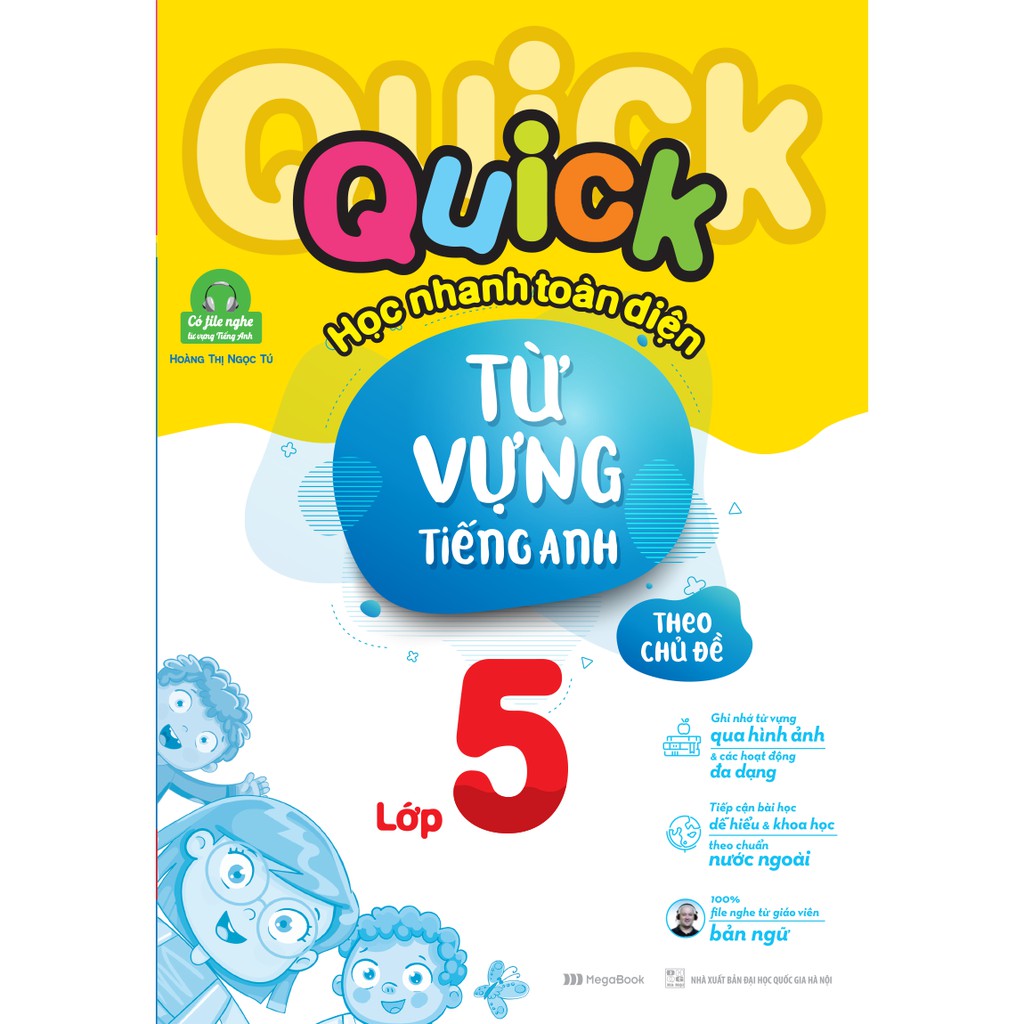 Quick
Quick
Học nhanh toàn diện
Có file nghe
từ vựng Tiếng Anh
Hoàng Thị Ngọc Tú
TỪ
VỰNG
TIẾNG ANH
THEO
CHỦ ĐỀ
Lớp 5
Ghi nhớ từ vựng
qua hình ảnh
& các hoạt động
đa dạng
Tiếp cận bài học
dễ hiểu & khoa học
theo chuẩn
nước ngoài
100%
file nghe từ giáo viên
bản ngữ
MegaBook
NHÀ XUẤT BẢN ĐẠI HỌC QUỐC GIA HÀ NỘI